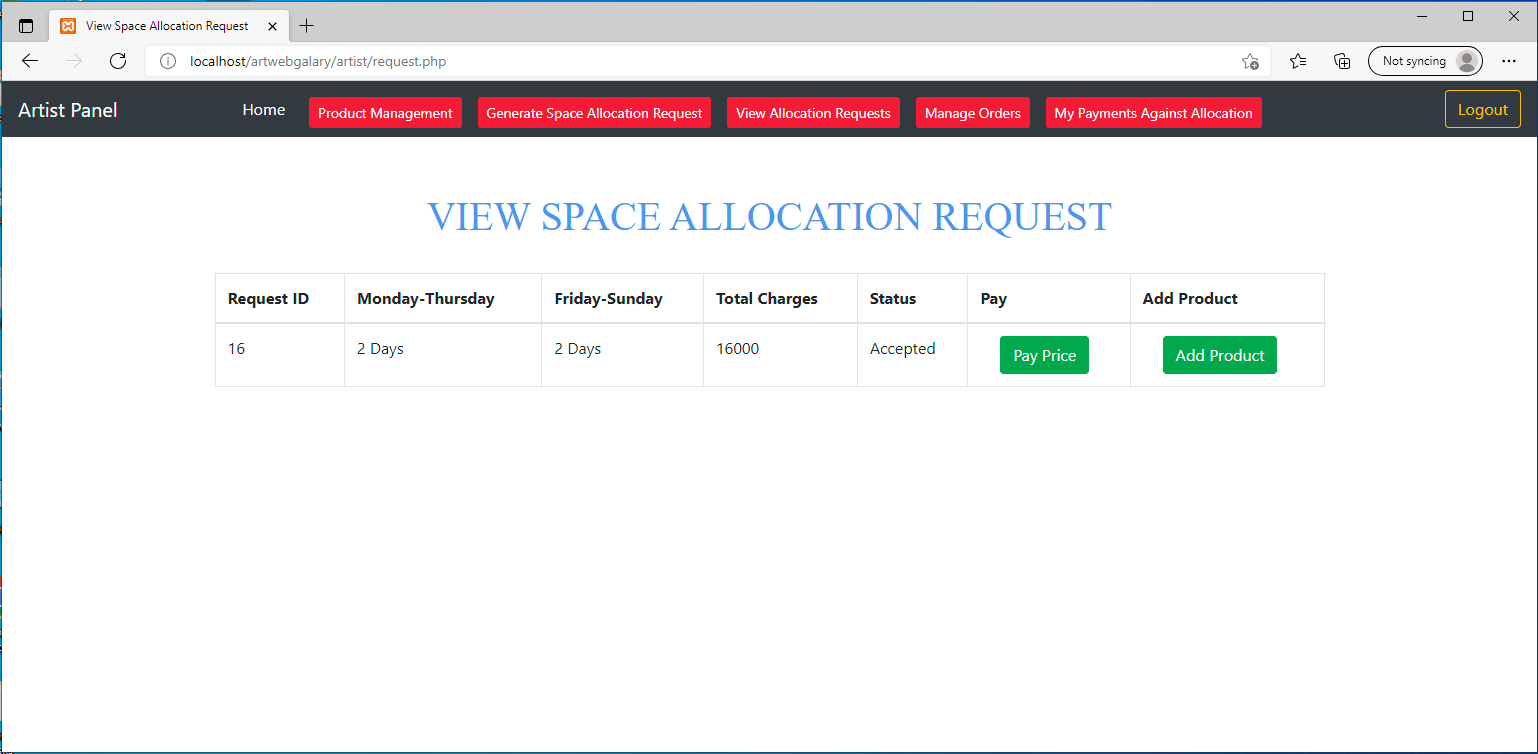 View Space Allocation Request
localhost/artwebgalary/artist/request.php
Not syncing
Artist Panel Home Product Management Generate Space Allocation Request View Allocation Requests Manage Orders My Payments Against Allocation Logout
VIEW SPACE ALLOCATION REQUEST
Request ID Monday-Thursday Friday-Sunday Total Charges Status Pay Add Product
16 2 Days 2 Days 16000 Accepted Pay Price Add Product